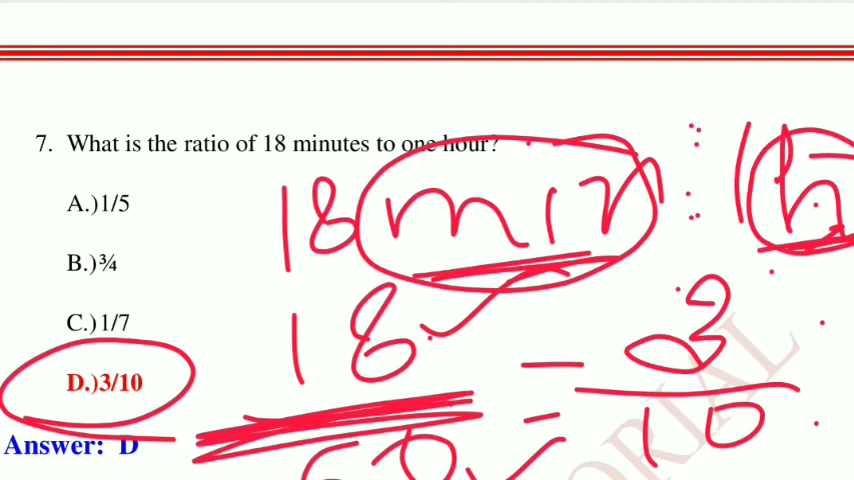 7. What is the ratio of 18 minutes to one hour?
18 min : 1h
A.)1/5
B.)¾
C.)1/7
18 = 3
D.)3/10
10
Answer: D